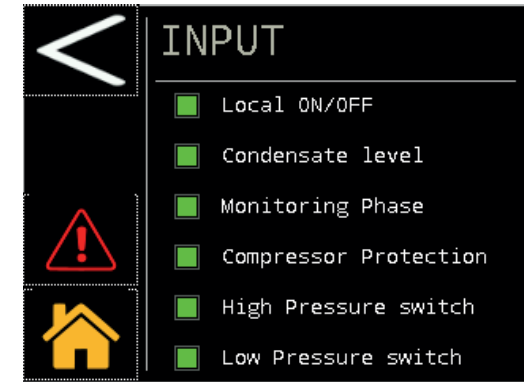 INPUT
Local ON/OFF
Condensate level
Monitoring Phase
Compressor Protection
High Pressure switch
Low Pressure switch